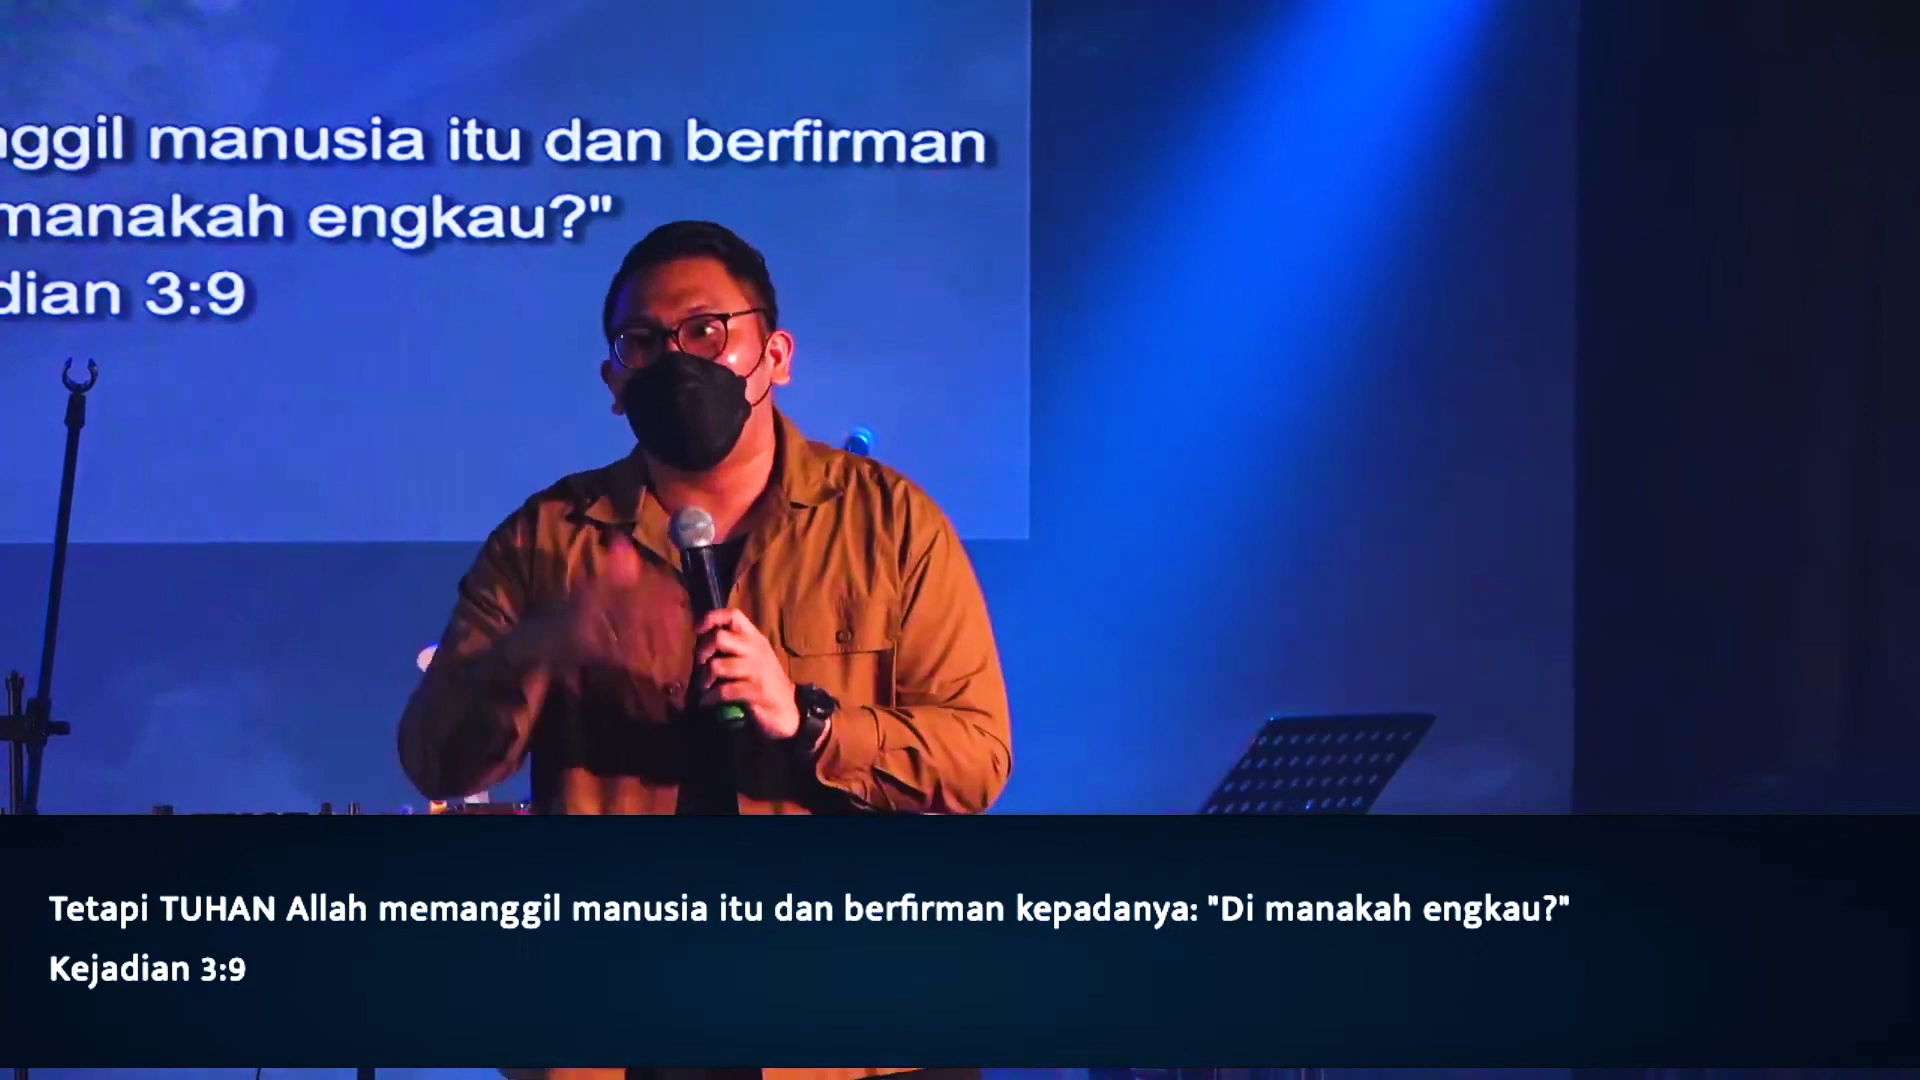 nggil manusia itu dan berfirman
manakah engkau?"
dian 3:9
Tetapi TUHAN Allah memanggil manusia itu dan berfirman kepadanya: "Di manakah engkau?"
Kejadian 3:9